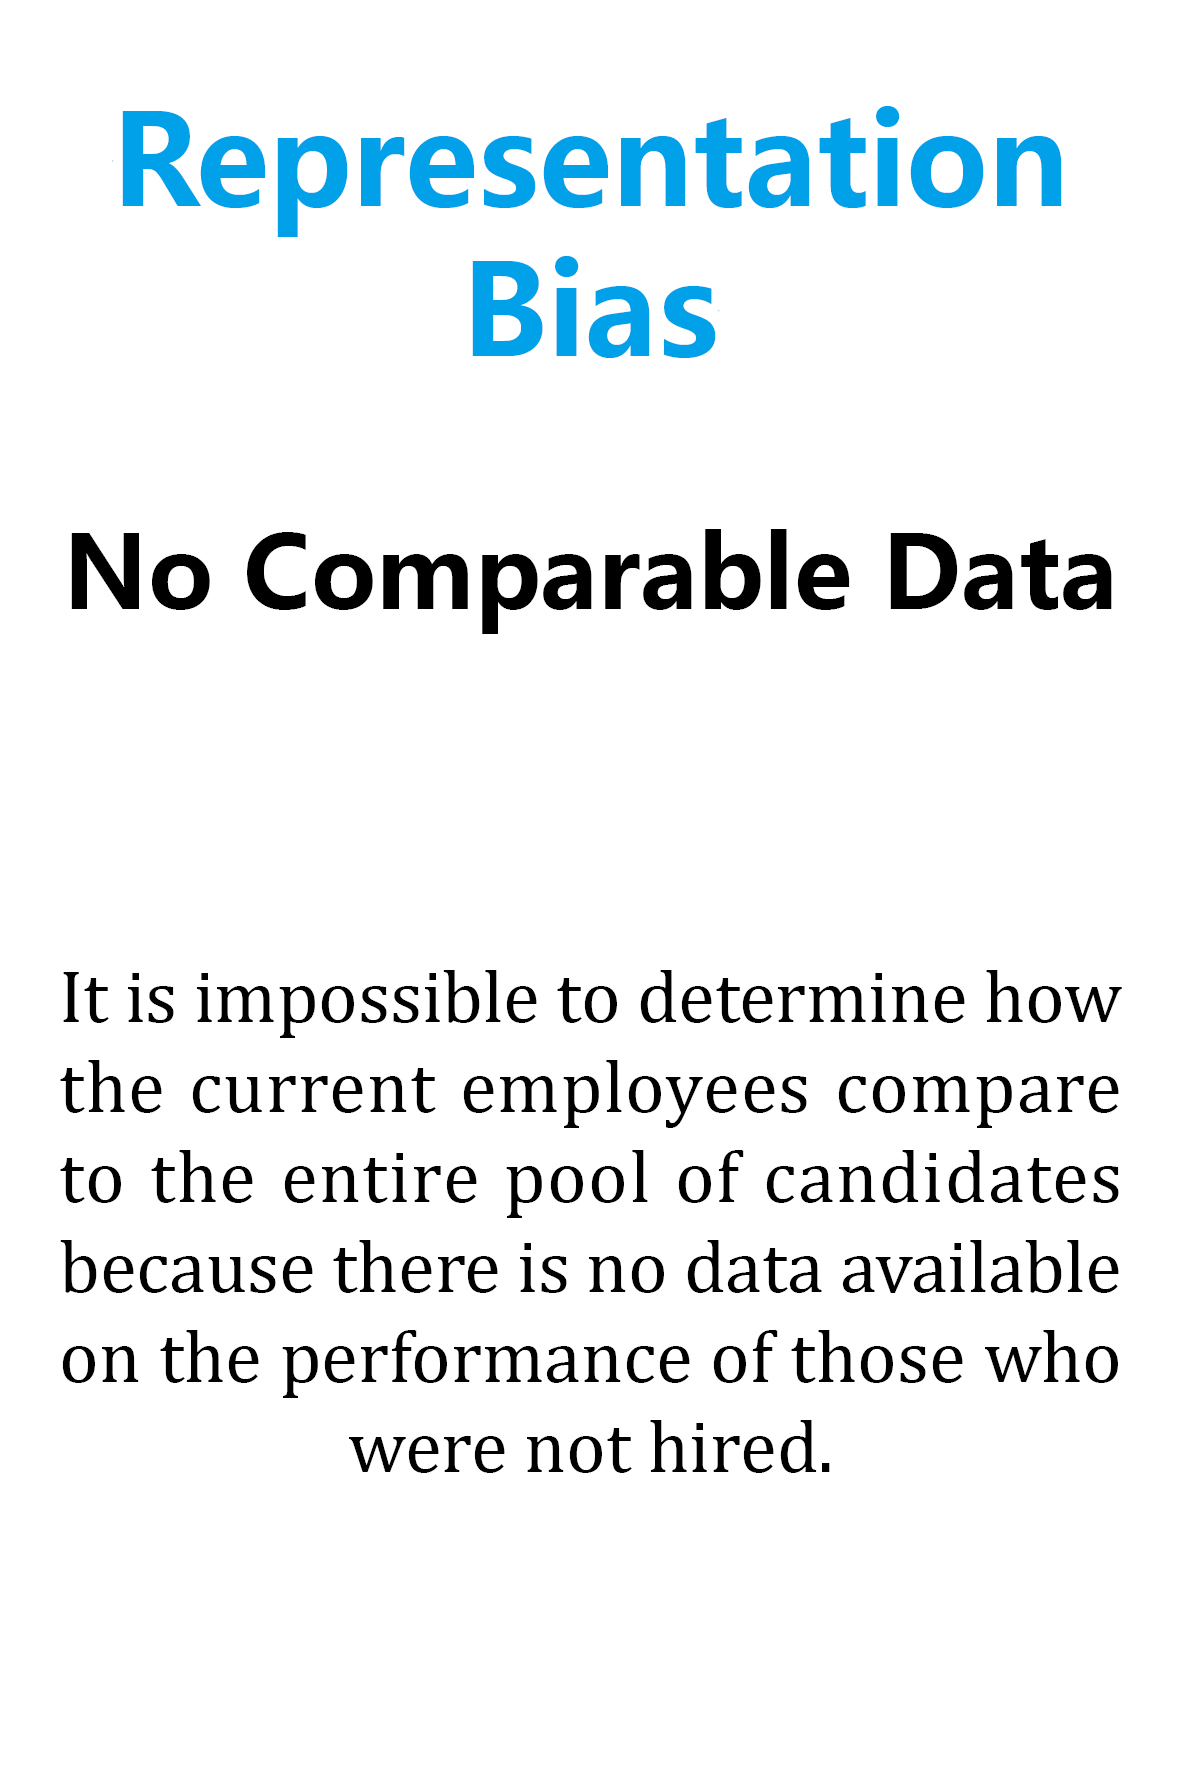 Representation
Bias
No Comparable Data
It is impossible to determine how
the current employees compare
to the entire pool of candidates
because there is no data available
on the performance of those who
were not hired.